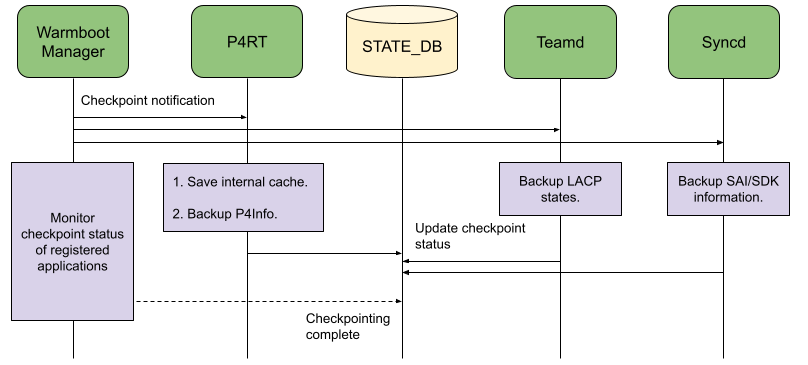 Warmboot
Manager
P4RT
STATE_DB
Teamd
Syncd
Checkpoint notification
Monitor
checkpoint status
of registered
applications
1. Save internal cache.
2. Backup P4Info.
Backup LACP
states.
Backup SAI/SDK
information.
Update checkpoint
status
Checkpointing
complete